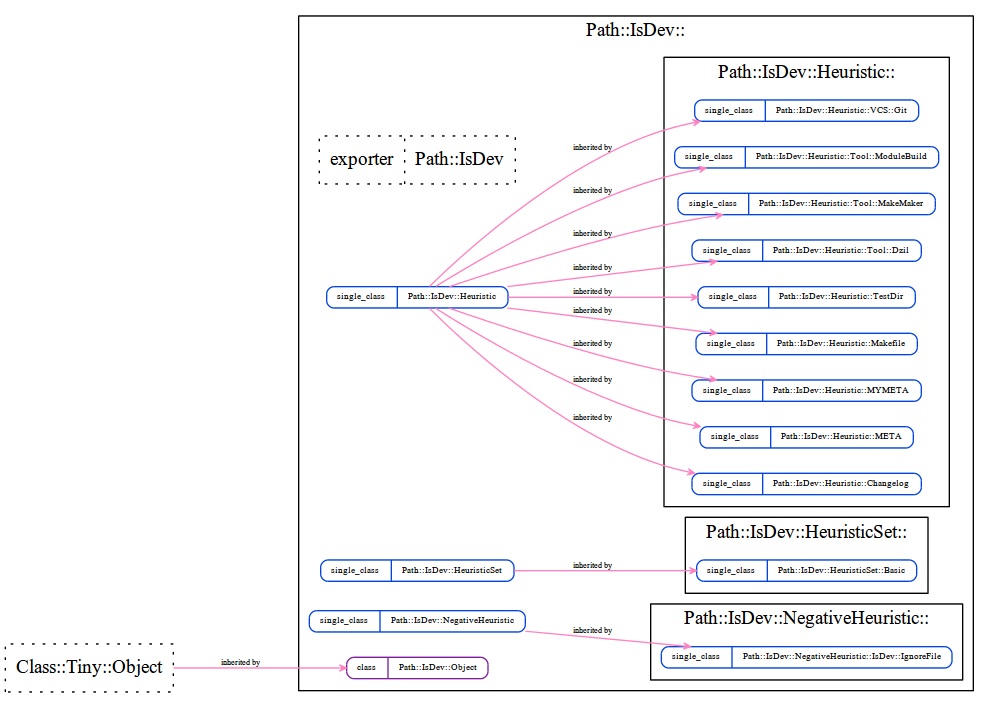 Path::IsDev::
Path::IsDev::Heuristic::
single_class Path::IsDev::Heuristic::VCS::Git
inherited by
exporter Path::IsDev
single_class Path::IsDev::Heuristic::Tool::ModuleBuild
inherited by
single_class Path::IsDev::Heuristic::Tool::MakeMaker
inherited by
single_class Path::IsDev::Heuristic::Tool::Dzil
inherited by
single_class Path::IsDev::Heuristic
inherited by
single_class Path::IsDev::Heuristic::TestDir
inherited by
single_class Path::IsDev::Heuristic::Makefile
inherited by
single_class Path::IsDev::Heuristic::MYMETA
inherited by
single_class Path::IsDev::Heuristic::META
inherited by
single_class Path::IsDev::Heuristic::Changelog
Path::IsDev::HeuristicSet::
single_class Path::IsDev::HeuristicSet
inherited by
single_class Path::IsDev::HeuristicSet::Basic
Path::IsDev::NegativeHeuristic::
single_class Path::IsDev::NegativeHeuristic
inherited by
single_class Path::IsDev::NegativeHeuristic::IsDev::IgnoreFile
Class::Tiny::Object
inherited by
class Path::IsDev::Object